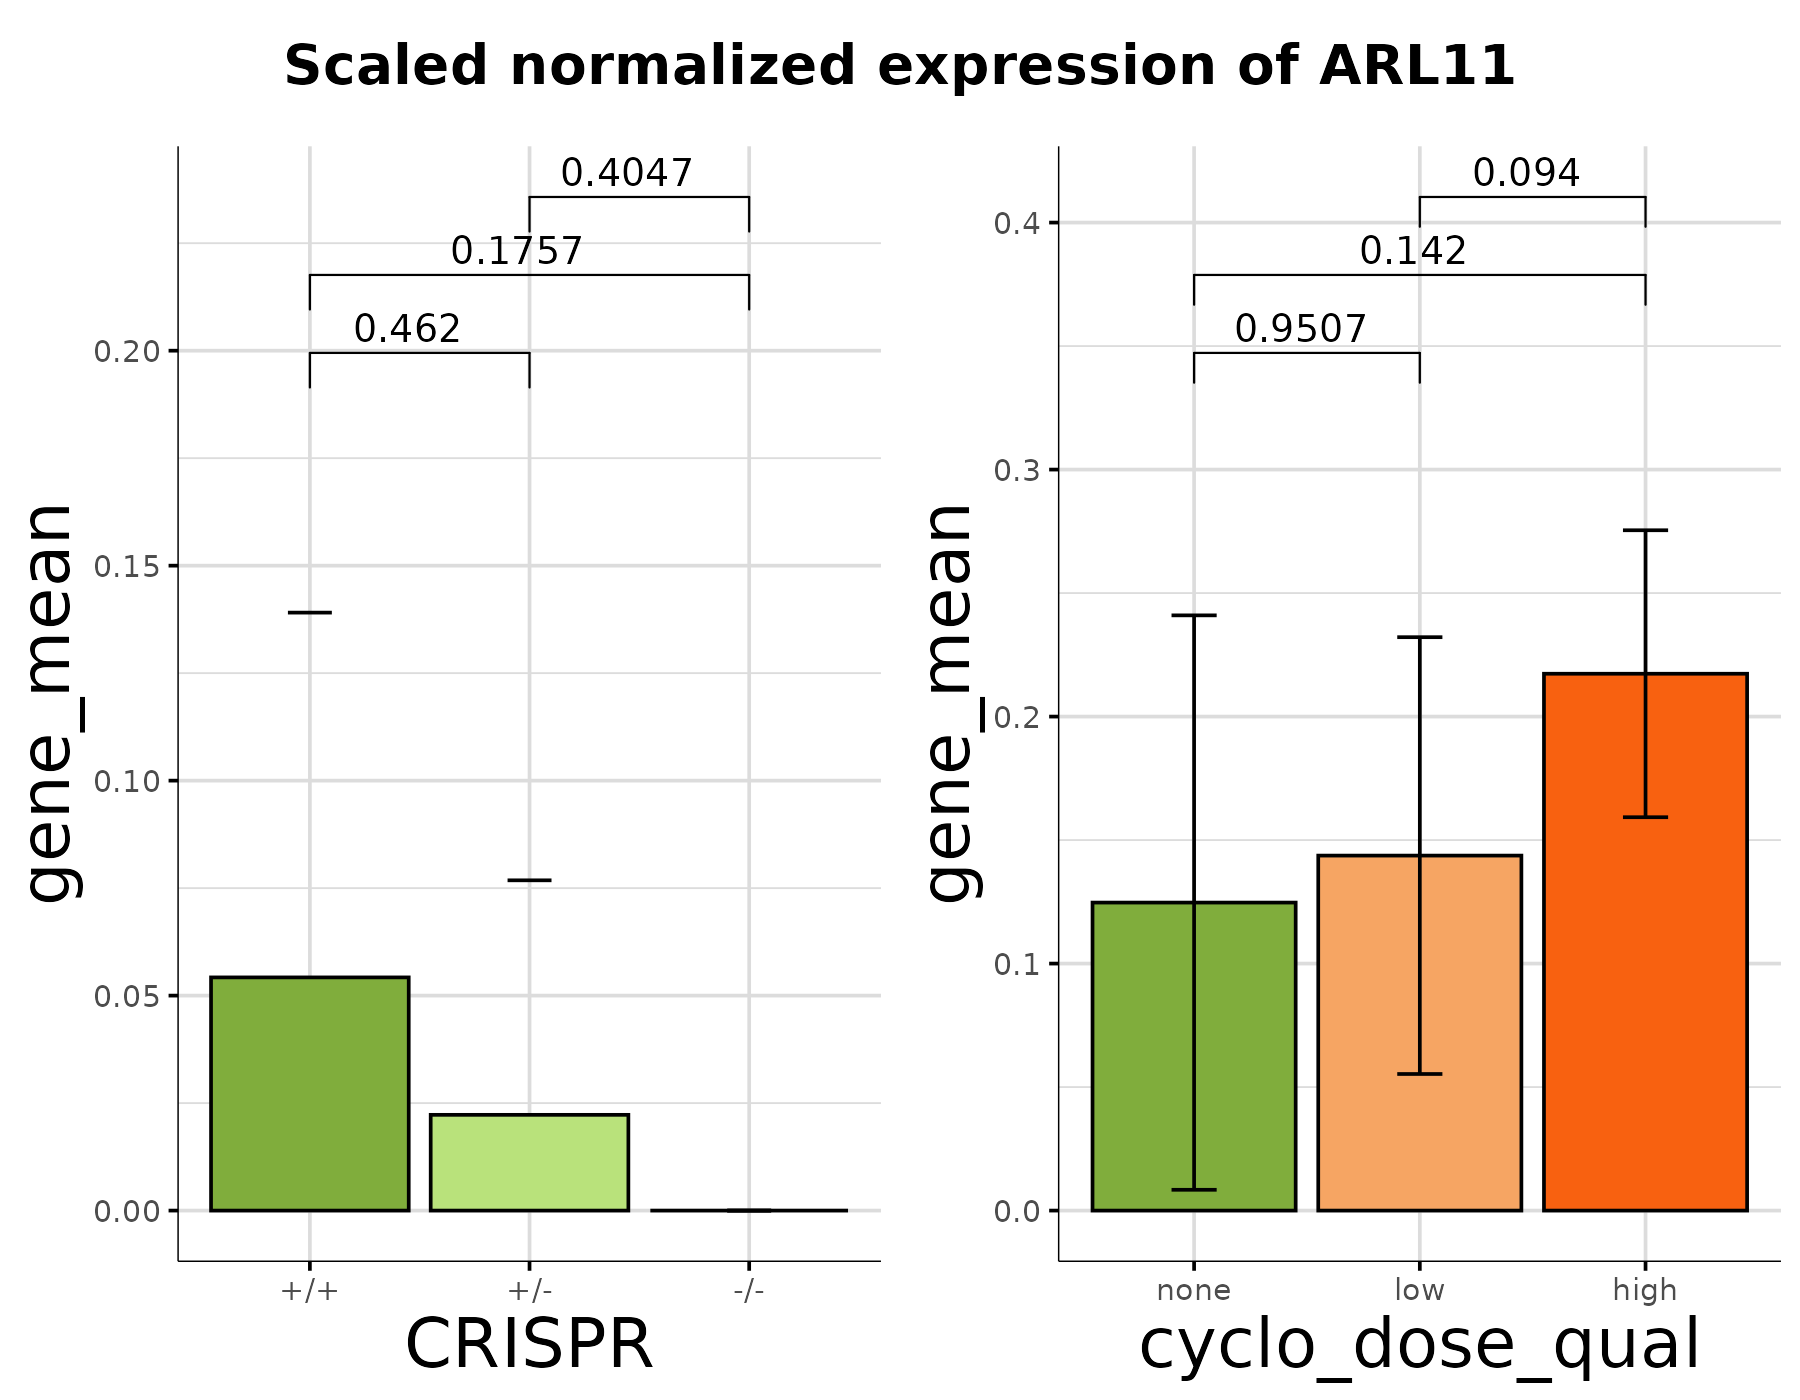 Scaled normalized expression of ARL11
gene_mean
0.20
0.15
0.10
0.05
0.00
0.4047
0.1757
0.462
+/+
+/-
-/-
CRISPR
gene_mean
0.4
0.3
0.2
0.1
0.0
0.094
0.142
0.9507
none
low
high
cyclo_dose_qual